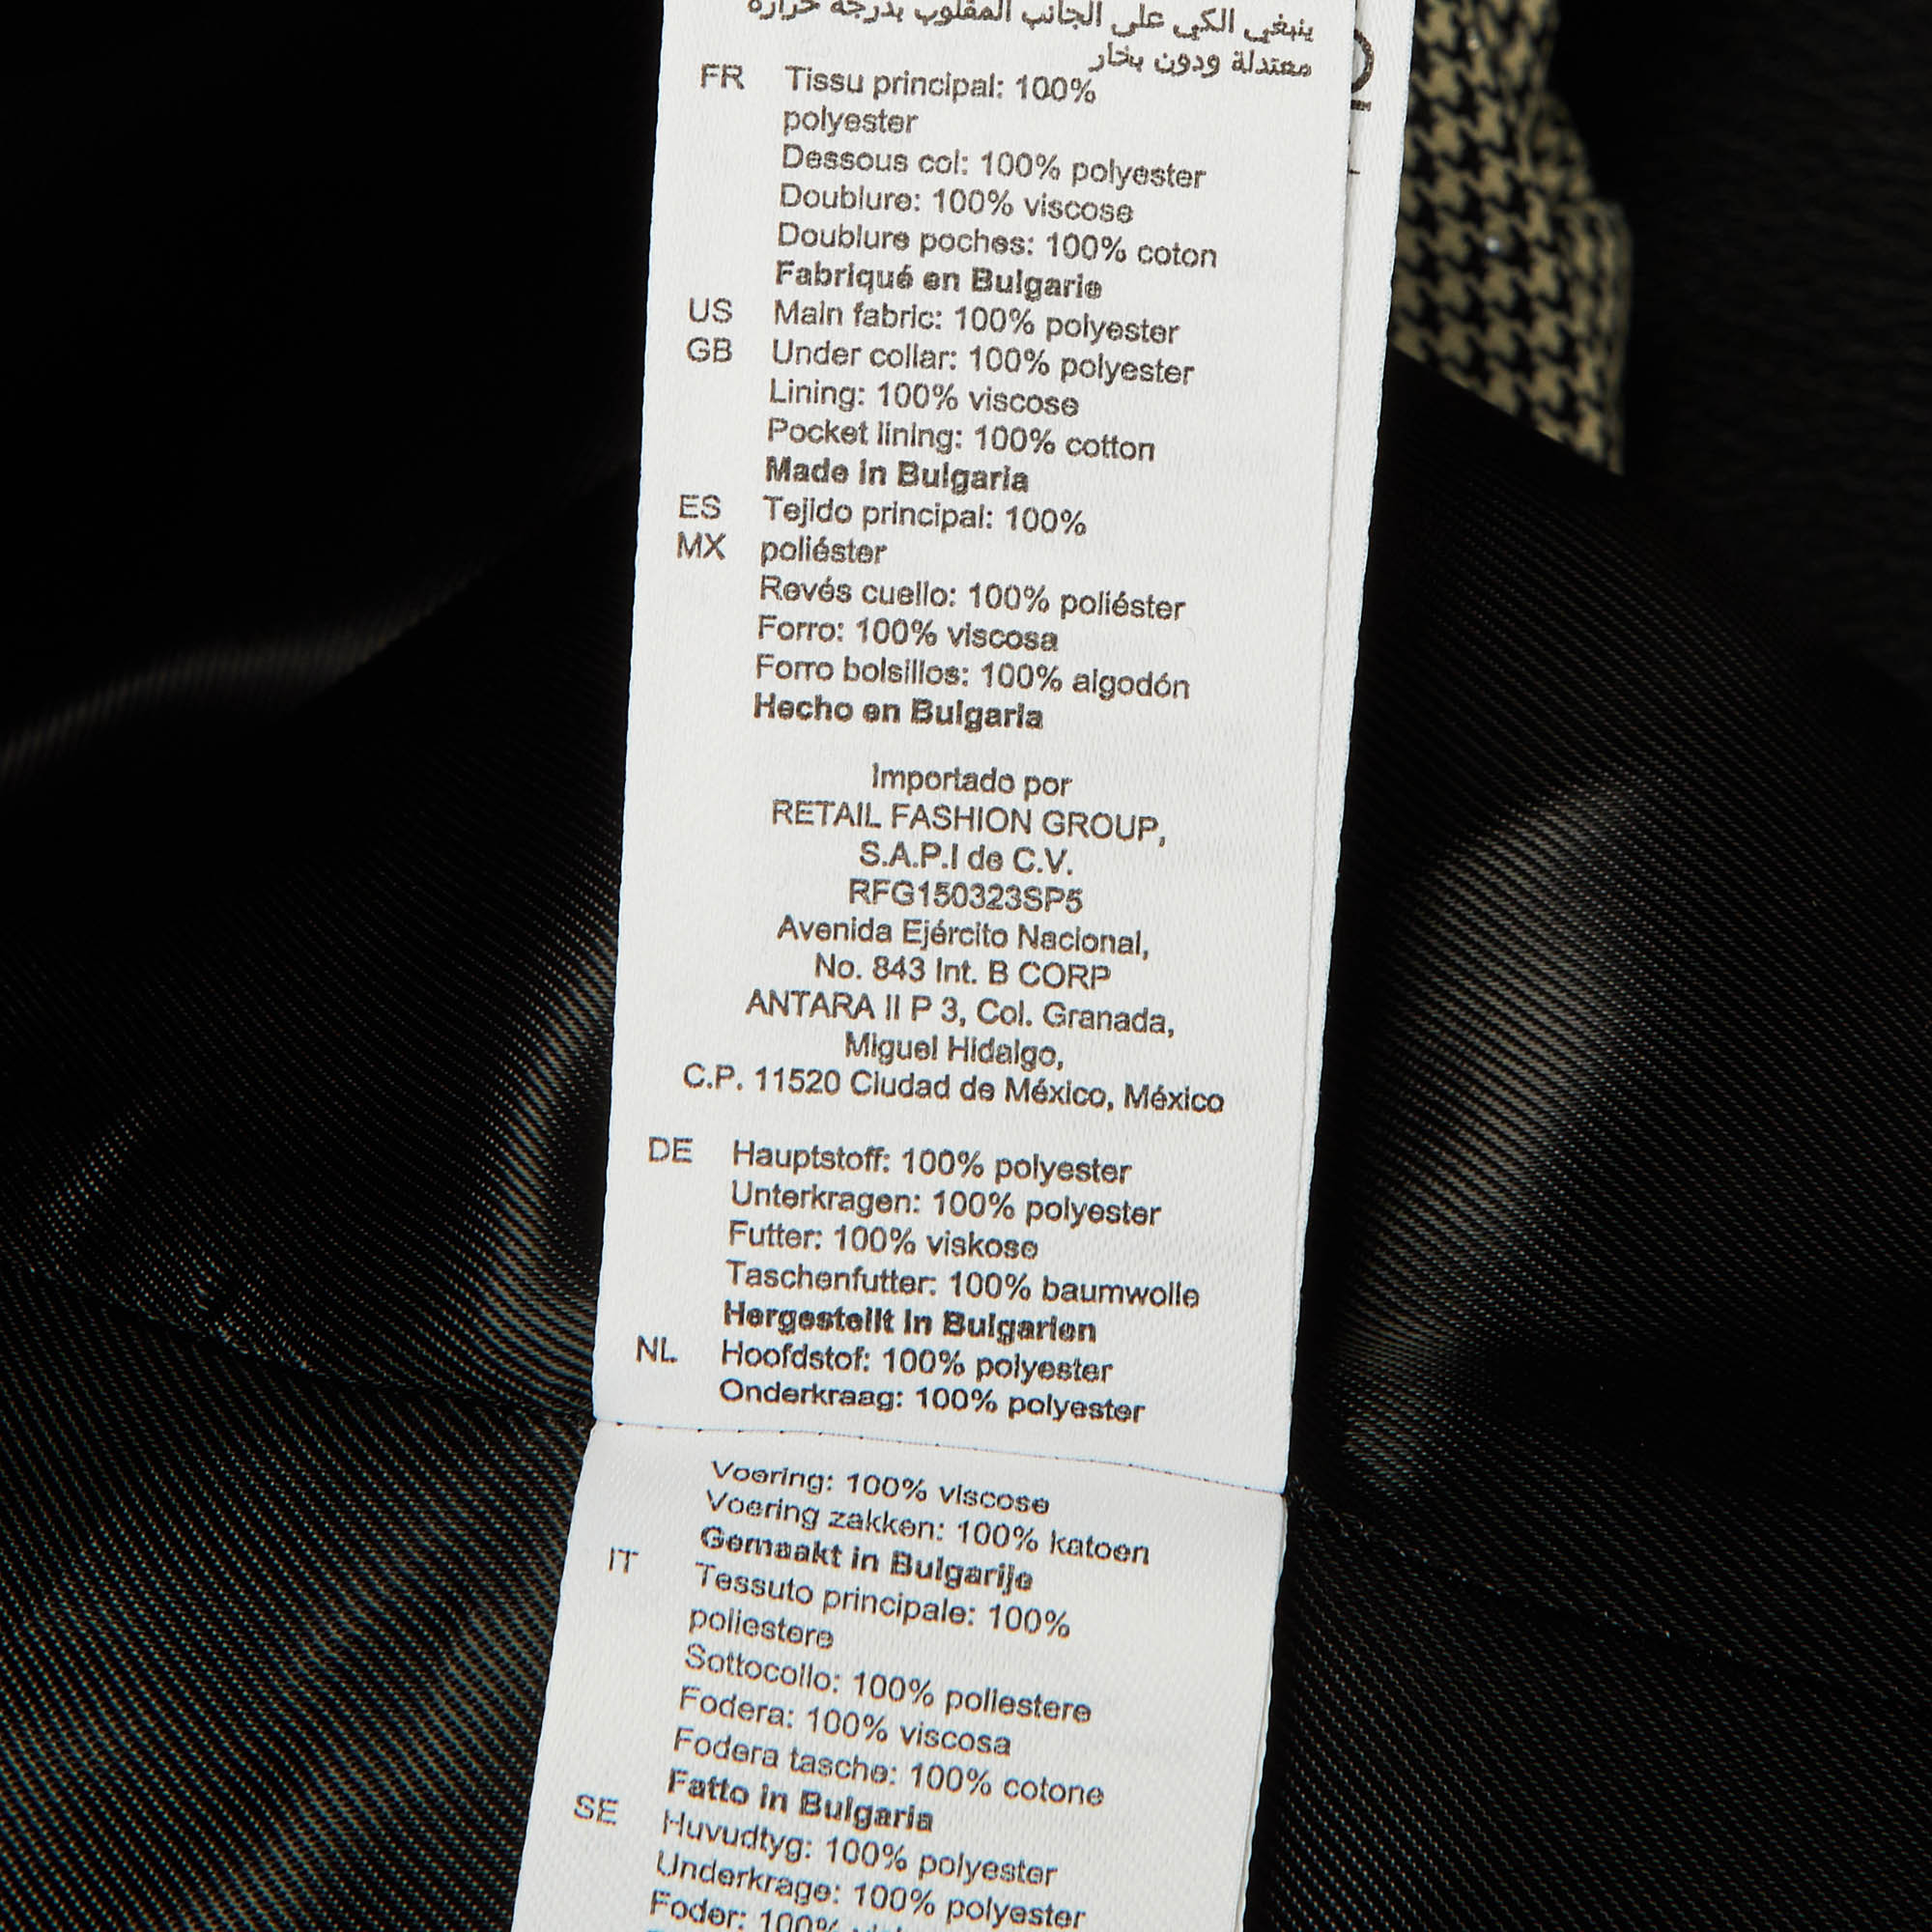 ينبغي الكي على الجانب المقلوب بدرجة حرارة
معتدلة ودون بخار
FR Tissu principal: 100%
polyester
Dessous col: 100% polyester
Doublure: 100% viscose
Doublure poches: 100% coton
Fabriqué en Bulgarie
US Main fabric: 100% polyester
GB Under collar: 100% polyester
Lining: 100% viscose
Pocket lining: 100% cotton
Made in Bulgaria
ES Tejido principal: 100%
MX poliéster
Revés cuello: 100% poliéster
Forro: 100% viscosa
Forro bolsillos: 100% algodón
Hecho en Bulgaria
Importado por
RETAIL FASHION GROUP,
S.A.P.I de C.V.
RFG150323SP5
Avenida Ejército Nacional,
No. 843 Int. B CORP
ANTARA II P 3, Col. Granada,
Miguel Hidalgo,
C.P. 11520 Ciudad de México, México
DE Hauptstoff: 100% polyester
Unterkragen: 100% polyester
Futter: 100% viskose
Taschenfutter: 100% baumwolle
Hergestellt in Bulgarien
NL Hoofdstof: 100% polyester
Onderkraag: 100% polyester
Voering: 100% viscose
Voering zakken: 100% katoen
Gemaakt in Bulgarije
IT Tessuto principale: 100%
poliestere
Sottocollo: 100% poliestere
Fodera: 100% viscosa
Fodera tasche: 100% cotone
Fatto in Bulgaria
SE Huvudtyg: 100% polyester
Underkrage: 100% polyester
Foder: 100%